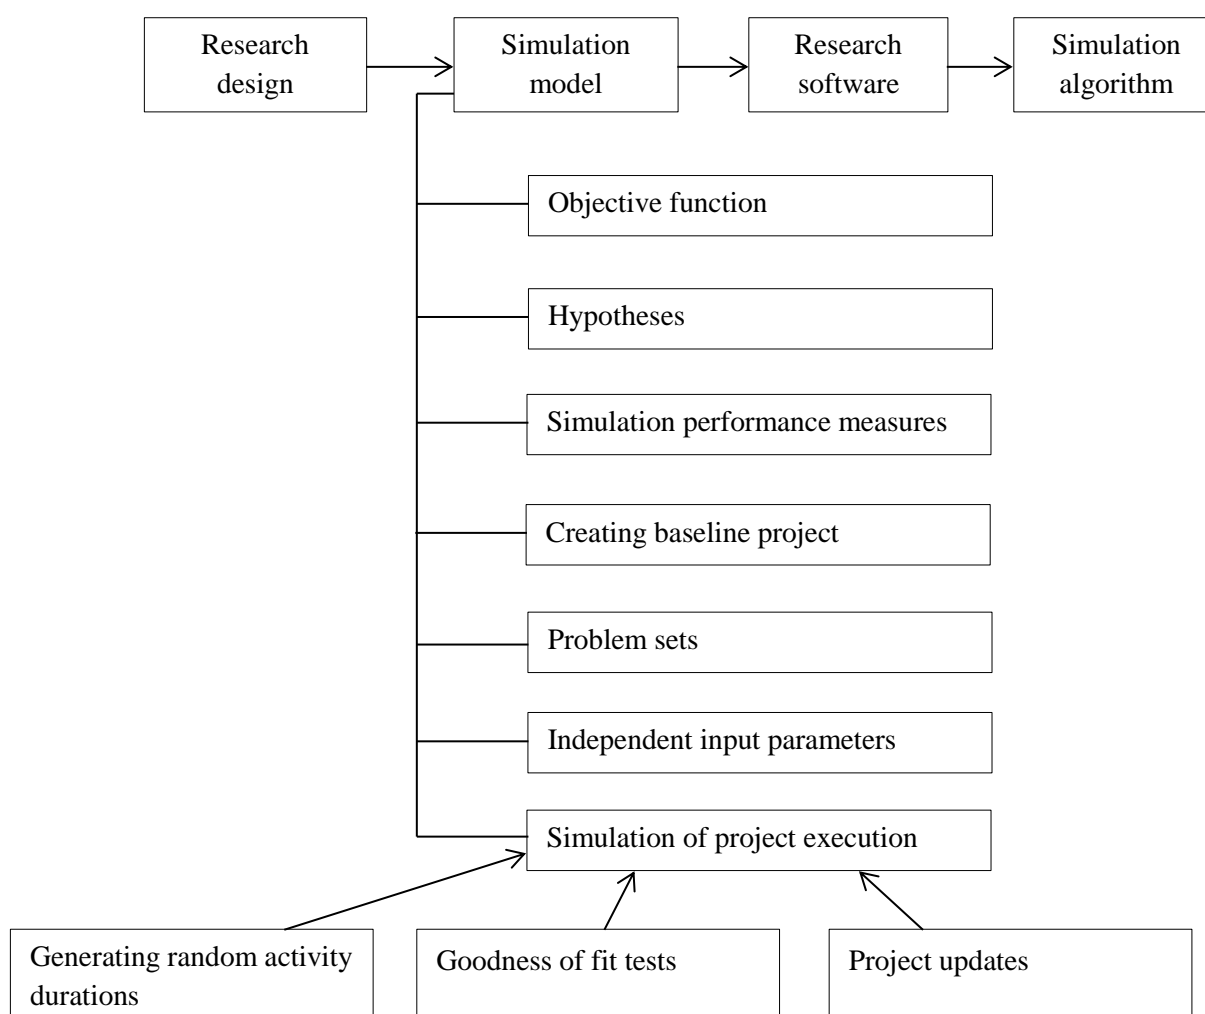 Research
design
Simulation
model
Research
software
Simulation
algorithm
Objective function
Hypotheses
Simulation performance measures
Creating baseline project
Problem sets
Independent input parameters
Simulation of project execution
Generating random activity
durations
Goodness of fit tests
Project updates